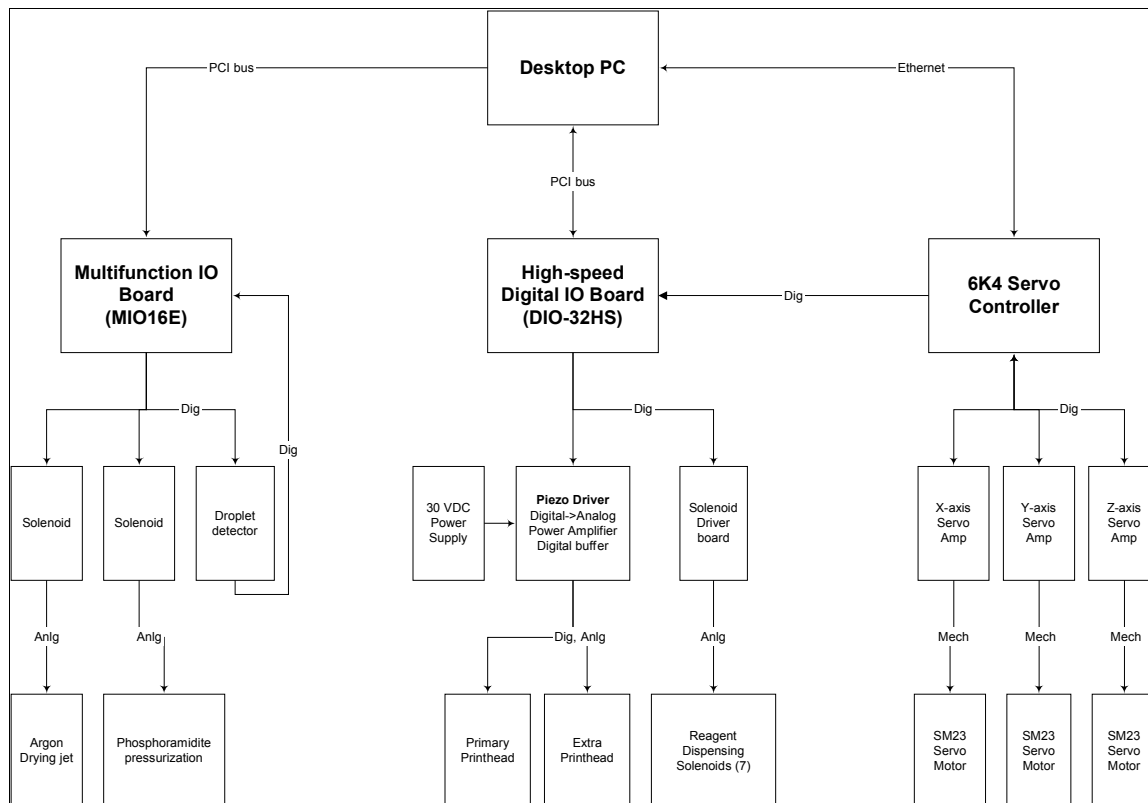 Desktop PC
PCI bus
Ethernet
PCI bus
Multifunction IO
Board
(MIO16E)
High-speed
Digital IO Board
(DIO-32HS)
6K4 Servo
Controller
Dig
Dig
Dig
Dig
Dig
Solenoid
Solenoid
Droplet
detector
30 VDC
Power
Supply
Piezo Driver
Digital->Analog
Power Amplifier
Digital buffer
Solenoid
Driver
board
X-axis
Servo
Amp
Y-axis
Servo
Amp
Z-axis
Servo
Amp
Anlg
Anlg
Dig, Anlg
Anlg
Mech
Mech
Mech
Argon
Drying jet
Phosphoramidite
pressurization
Primary
Printhead
Extra
Printhead
Reagent
Dispensing
Solenoids (7)
SM23
Servo
Motor
SM23
Servo
Motor
SM23
Servo
Motor